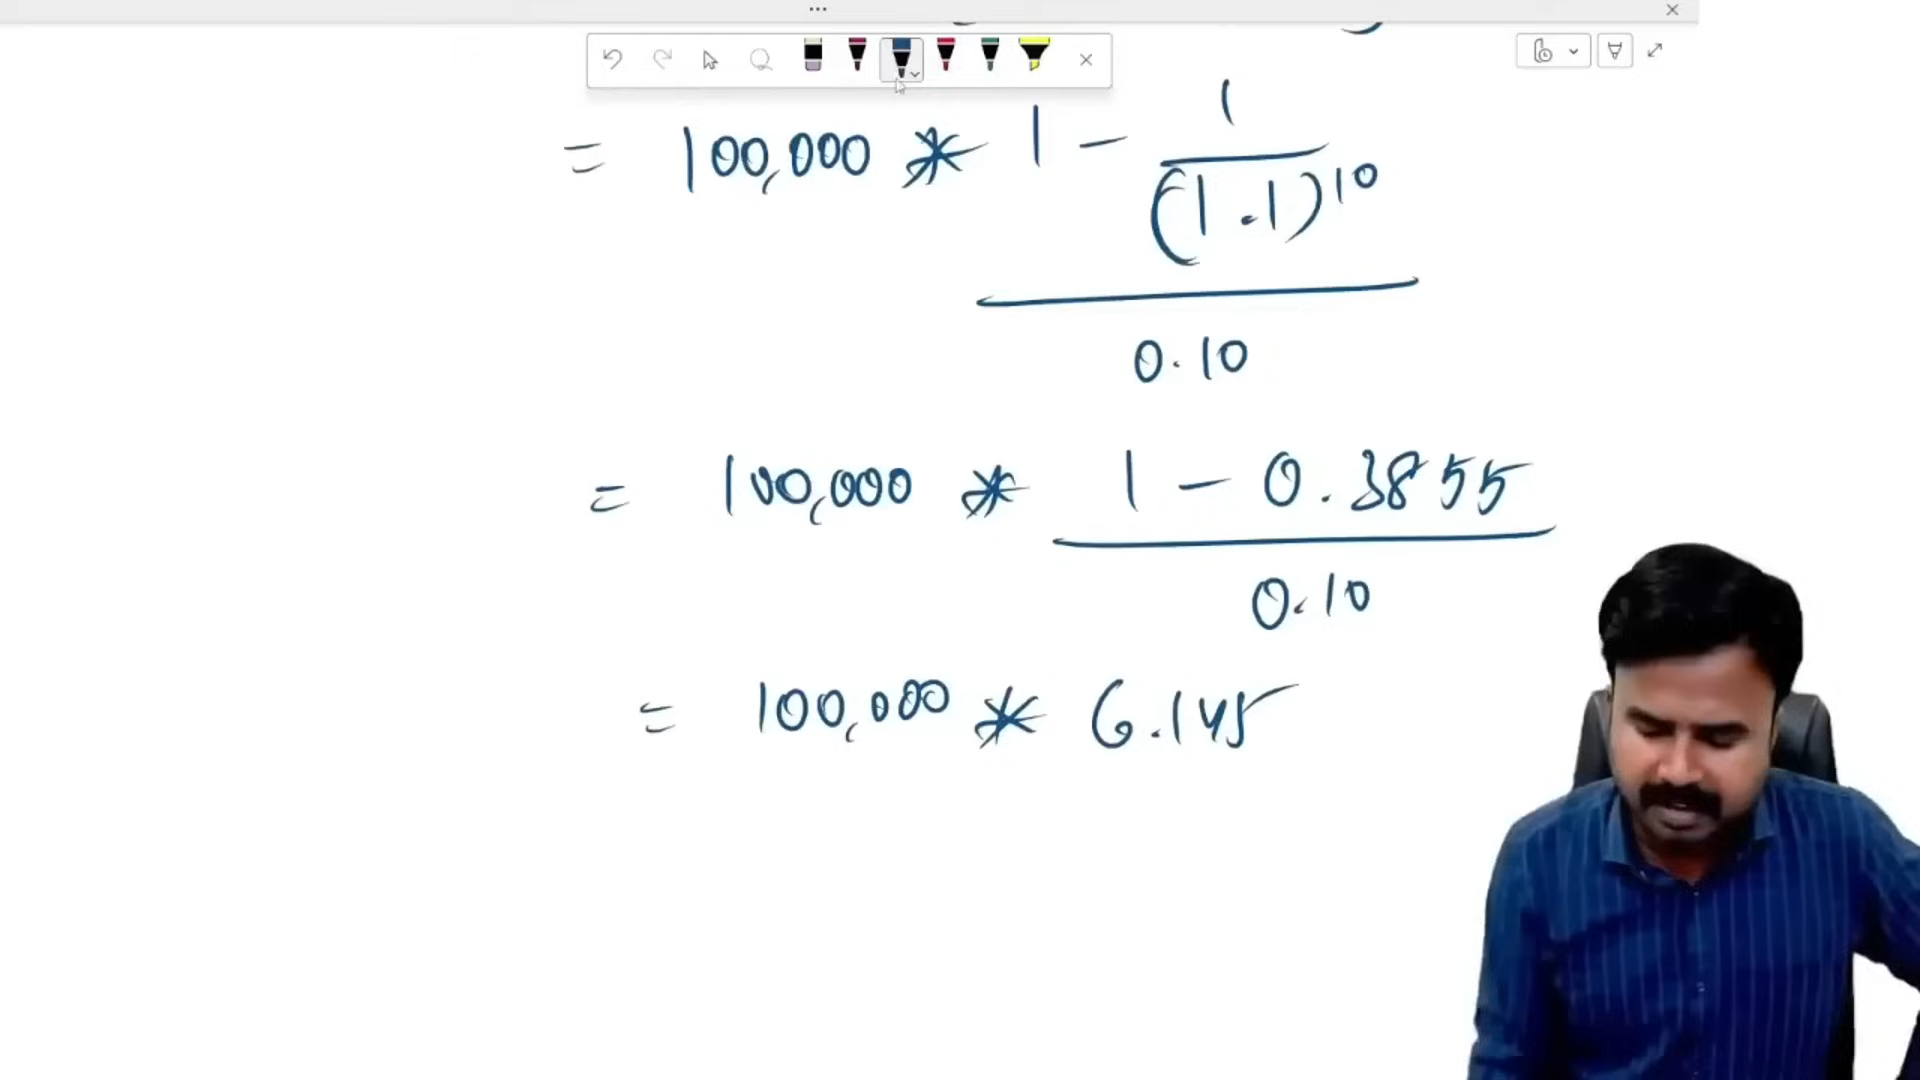 = 100,000 * 1 - 1
(1.1)10
0.10
= 100,000 * 1 - 0.3855
0.10
= 100,000 * 6.145